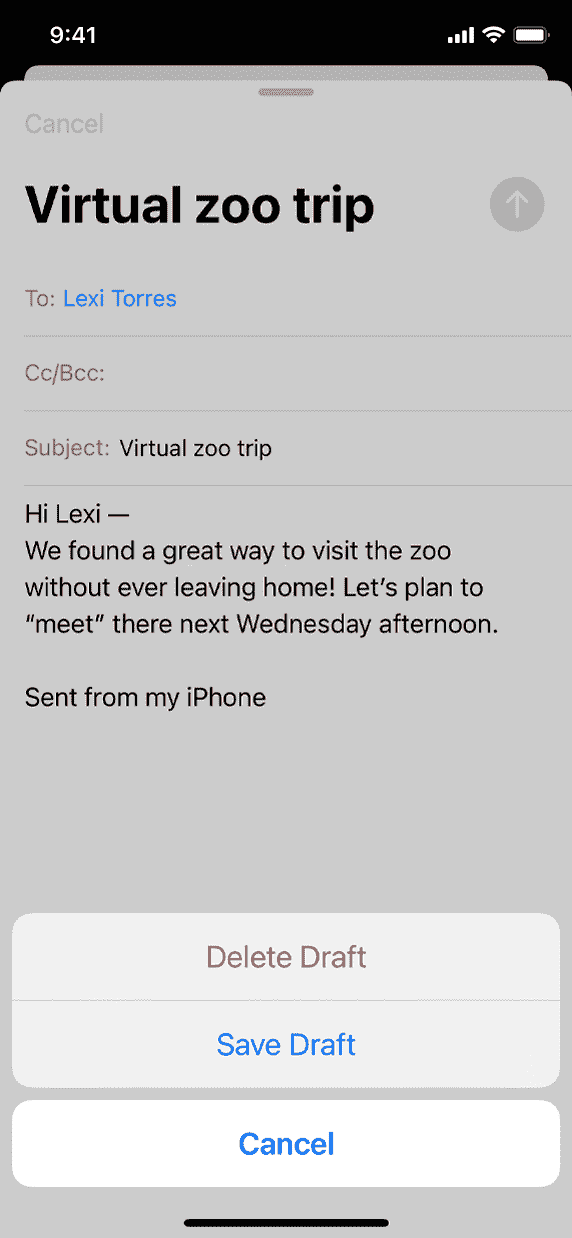 9:41
Cancel
Virtual zoo trip
To: Lexi Torres
Cc/Bcc:
Subject: Virtual zoo trip
Hi Lexi —
We found a great way to visit the zoo
without ever leaving home! Let’s plan to
“meet” there next Wednesday afternoon.
Sent from my iPhone
Delete Draft
Save Draft
Cancel